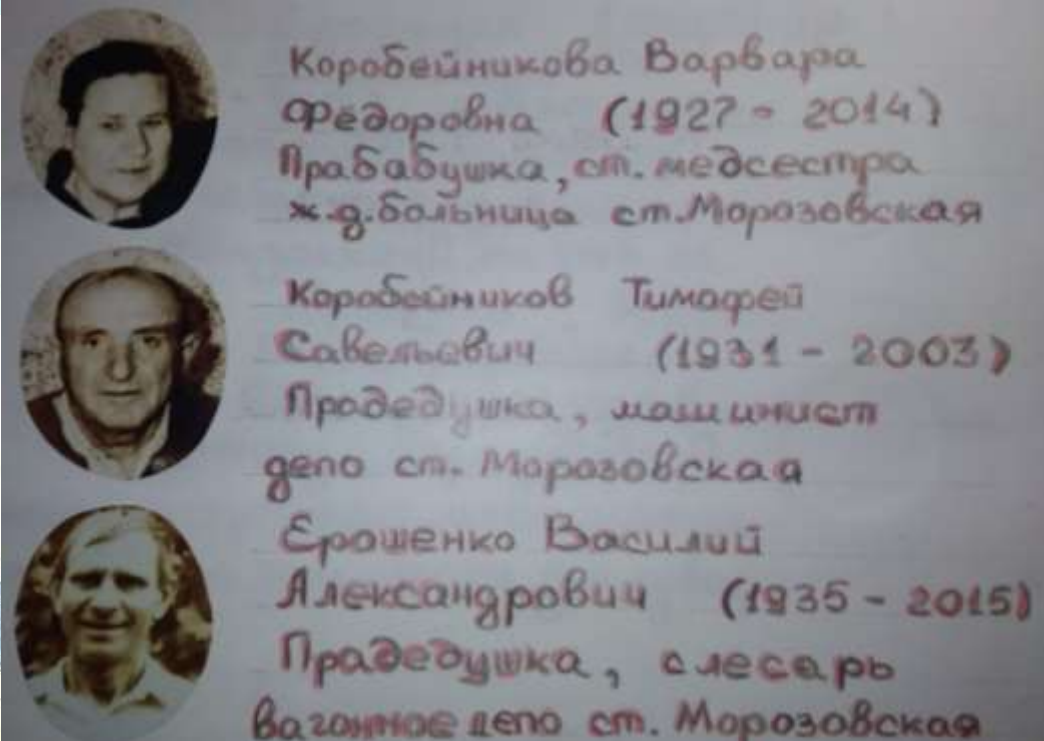 Коробейникова Варвара
Фёдоровна (1927 - 2014)
Прабабушка, ст. медсестра
ж.д. больница ст. Морозовская
Коробейников Тимофей
Савельевич (1931 - 2003)
Прадедушка, машинист
депо ст. Морозовская
Ерошенко Василий
Александрович (1935 - 2015)
Прадедушка, слесарь
вагонное депо ст. Морозовская